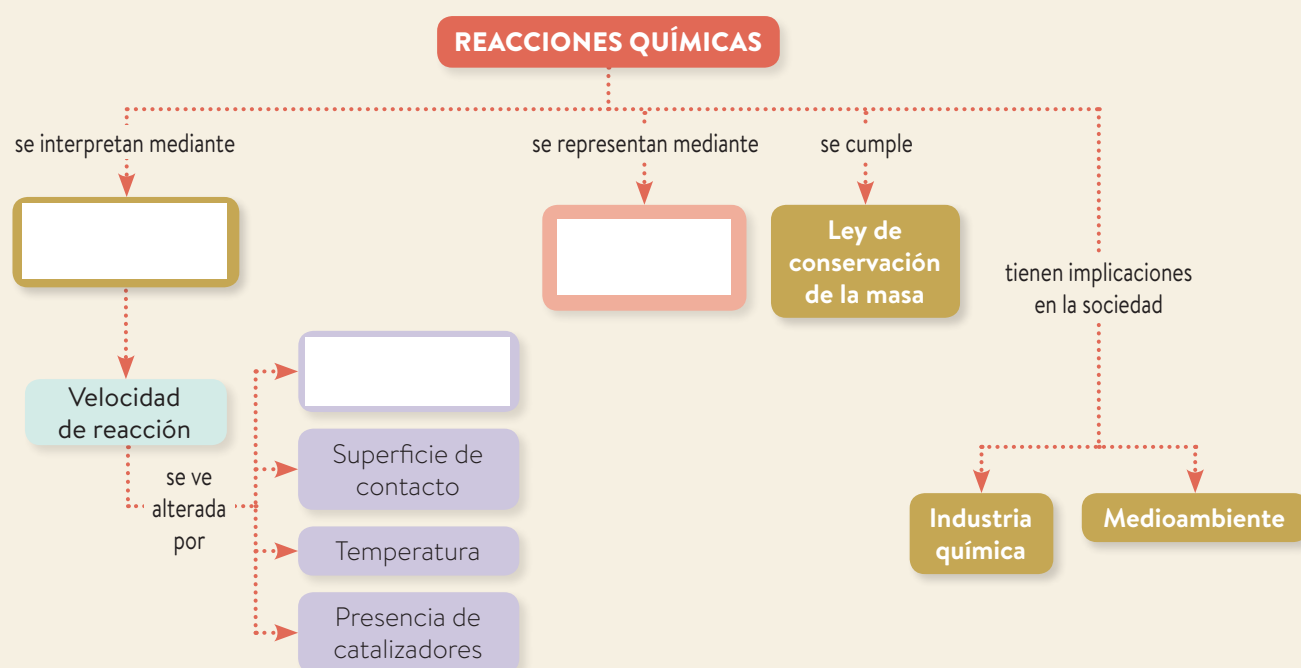 REACCIONES QUÍMICAS
se interpretan mediante
se representan mediante
se cumple
Ley de
conservación
de la masa
tienen implicaciones
en la sociedad
Velocidad
de reacción
se ve
alterada
por
Superficie de
contacto
Temperatura
Presencia de
catalizadores
Industria
química
Medioambiente